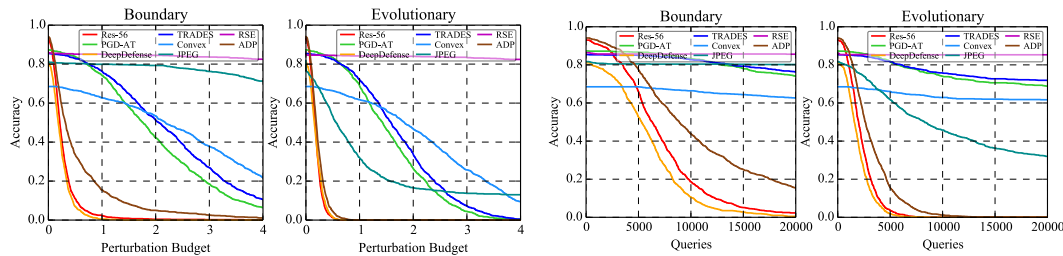 Boundary
Res-56 TRADES RSE
PGD-AT Convex ADP
DeepDefense JPEG
Accuracy
1.0
0.8
0.6
0.4
0.2
0.0
0 1 2 3 4
Perturbation Budget
Evolutionary
Res-56 TRADES RSE
PGD-AT Convex ADP
DeepDefense JPEG
Accuracy
1.0
0.8
0.6
0.4
0.2
0.0
0 1 2 3 4
Perturbation Budget
Boundary
Res-56 TRADES RSE
PGD-AT Convex ADP
DeepDefense JPEG
Accuracy
1.0
0.8
0.6
0.4
0.2
0.0
0 5000 10000 15000 20000
Queries
Evolutionary
Res-56 TRADES RSE
PGD-AT Convex ADP
DeepDefense JPEG
Accuracy
1.0
0.8
0.6
0.4
0.2
0.0
0 5000 10000 15000 20000
Queries